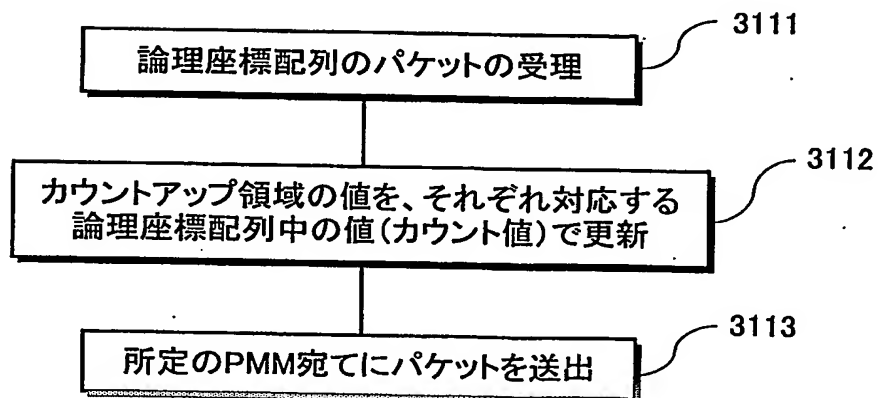 論理座標配列のパケットの受理
3111
カウントアップ領域の値を、それぞれ対応する
論理座標配列中の値(カウント値)で更新
3112
所定のPMM宛てにパケットを送出
3113